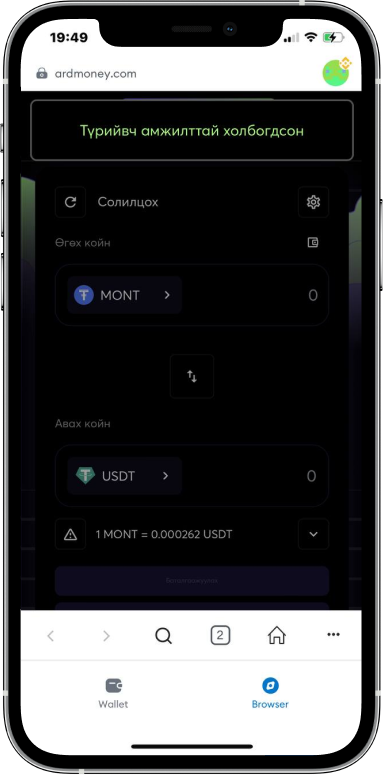 19:49
ardmoney.com
Түрийвч амжилттай холбогдсон
Солилцох
Өгөх койн
MONT
0
Авах койн
USDT
0
1 MONT = 0.000262 USDT
2
Wallet
Browser